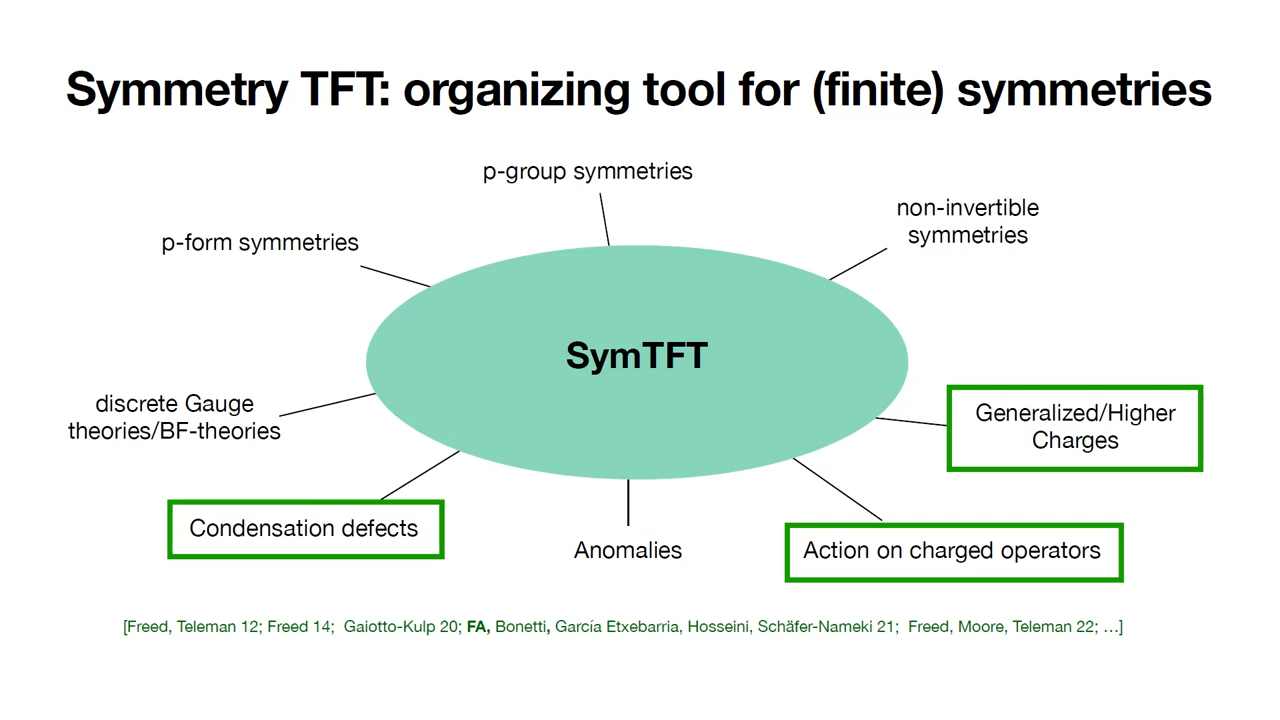 Symmetry TFT: organizing tool for (finite) symmetries
p-group symmetries
non-invertible
symmetries
p-form symmetries
SymTFT
discrete Gauge
theories/BF-theories
Generalized/Higher
Charges
Condensation defects
Anomalies
Action on charged operators
[Freed, Teleman 12; Freed 14; Gaiotto-Kulp 20; FA, Bonetti, García Etxebarria, Hosseini, Schäfer-Nameki 21; Freed, Moore, Teleman 22; …]